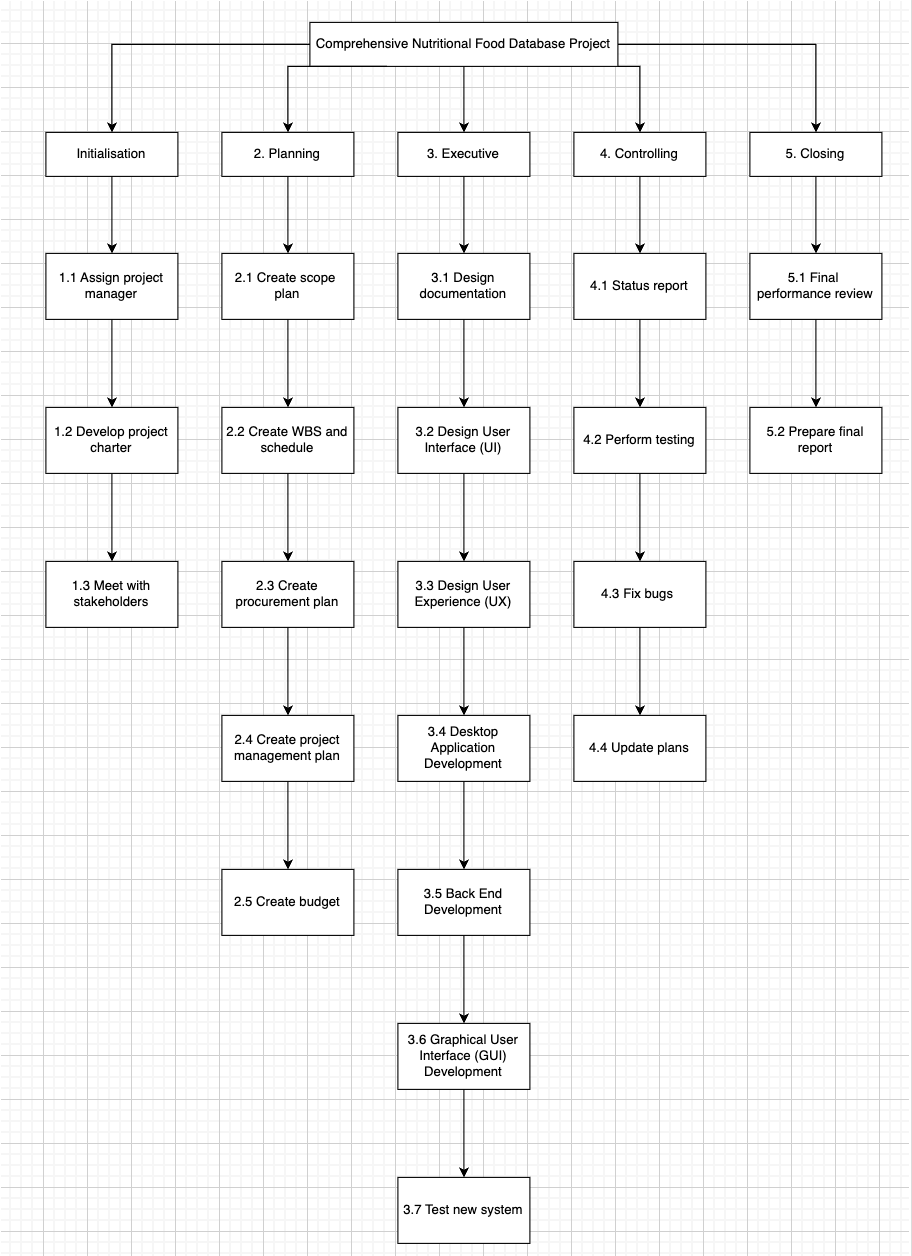 Comprehensive Nutritional Food Database Project
Initialisation
2. Planning
3. Executive
4. Controlling
5. Closing
1.1 Assign project
manager
2.1 Create scope
plan
3.1 Design
documentation
4.1 Status report
5.1 Final
performance review
1.2 Develop project
charter
2.2 Create WBS and
schedule
3.2 Design User
Interface (UI)
4.2 Perform testing
5.2 Prepare final
report
1.3 Meet with
stakeholders
2.3 Create
procurement plan
3.3 Design User
Experience (UX)
4.3 Fix bugs
2.4 Create project
management plan
3.4 Desktop
Application
Development
4.4 Update plans
2.5 Create budget
3.5 Back End
Development
3.6 Graphical User
Interface (GUI)
Development
3.7 Test new system